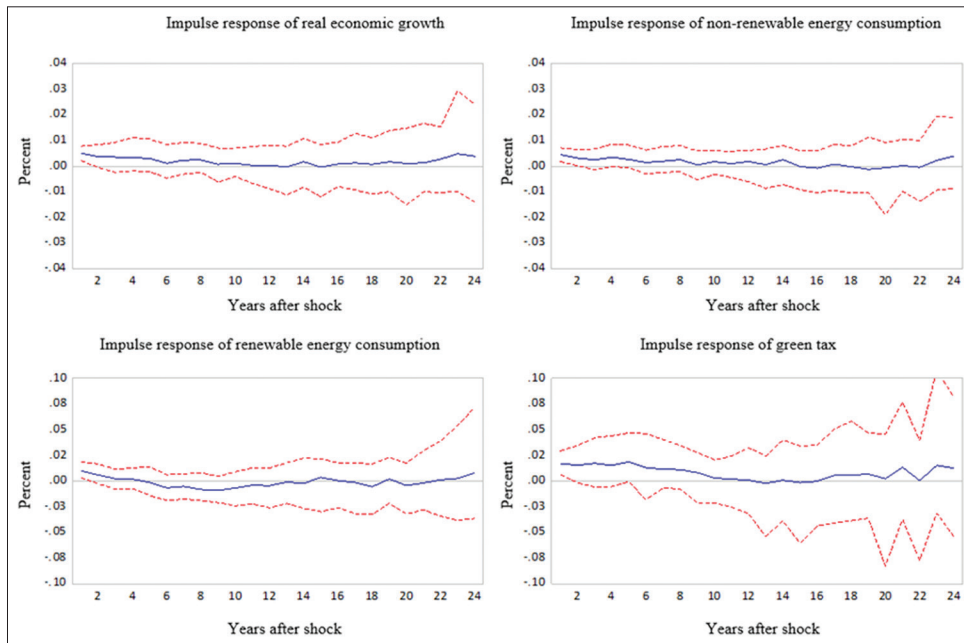 Impulse response of real economic growth
.04
.03
.02
.01
.00
-.01
-.02
-.03
-.04
Percent
2 4 6 8 10 12 14 16 18 20 22 24
Years after shock
Impulse response of non-renewable energy consumption
.04
.03
.02
.01
.00
-.01
-.02
-.03
-.04
Percent
2 4 6 8 10 12 14 16 18 20 22 24
Years after shock
Impulse response of renewable energy consumption
.10
.08
.05
.02
.00
-.02
-.05
-.08
-.10
Percent
2 4 6 8 10 12 14 16 18 20 22 24
Years after shock
Impulse response of green tax
.10
.08
.05
.02
.00
-.03
-.05
-.08
-.10
Percent
2 4 6 8 10 12 14 16 18 20 22 24
Years after shock